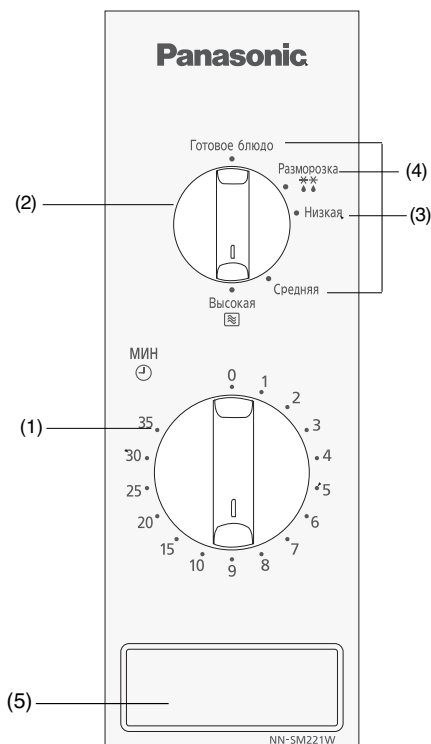 Panasonic
Готовое блюдо
(4)
Разморозка
(2)
(3)
Низкая
Средняя
Высокая
МИН
0
1
2
3
4
5
6
7
8
9
10
15
20
25
30
35
(1)
(5)
NN-SM221W